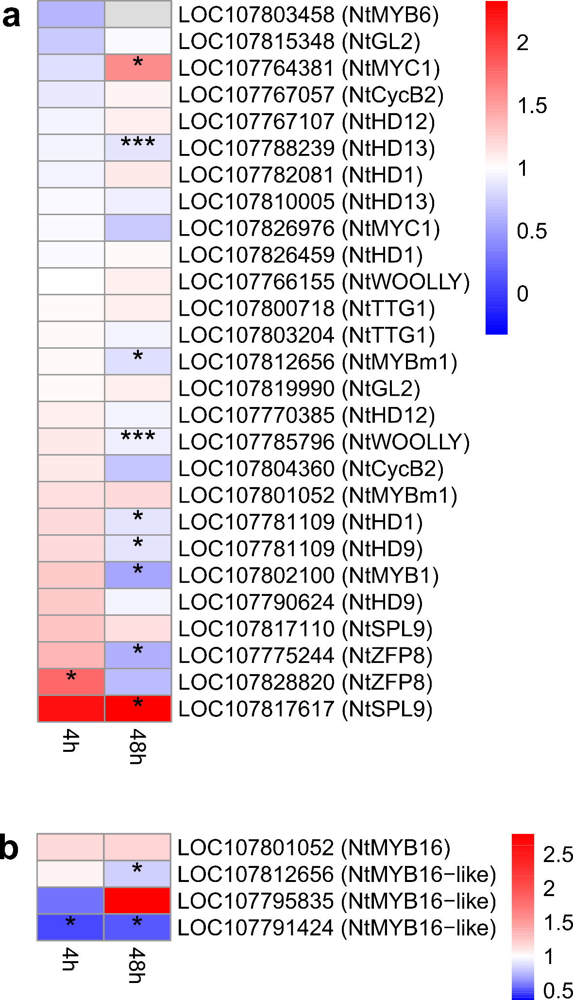 a
LOC107803458 (NtMYB6)
LOC107815348 (NtGL2)
* LOC107764381 (NtMYC1)
LOC107767057 (NtCycB2)
LOC107767107 (NtHD12)
*** LOC107788239 (NtHD13)
LOC107782081 (NtHD1)
LOC107810005 (NtHD13)
LOC107826976 (NtMYC1)
LOC107826459 (NtHD1)
LOC107766155 (NtWOOLLY)
LOC107800718 (NtTTG1)
LOC107803204 (NtTTG1)
* LOC107812656 (NtMYBm1)
LOC107819990 (NtGL2)
LOC107770385 (NtHD12)
*** LOC107785796 (NtWOOLLY)
LOC107804360 (NtCycB2)
LOC107801052 (NtMYBm1)
* LOC107781109 (NtHD1)
* LOC107781109 (NtHD9)
* LOC107802100 (NtMYB1)
LOC107790624 (NtHD9)
LOC107817110 (NtSPL9)
* LOC107775244 (NtZFP8)
* LOC107828820 (NtZFP8)
* LOC107817617 (NtSPL9)
4h 48h
2
1.5
1
0.5
0
b
LOC107801052 (NtMYB16)
* LOC107812656 (NtMYB16−like)
LOC107795835 (NtMYB16−like)
* * LOC107791424 (NtMYB16−like)
4h 48h
2.5
2
1.5
1
0.5